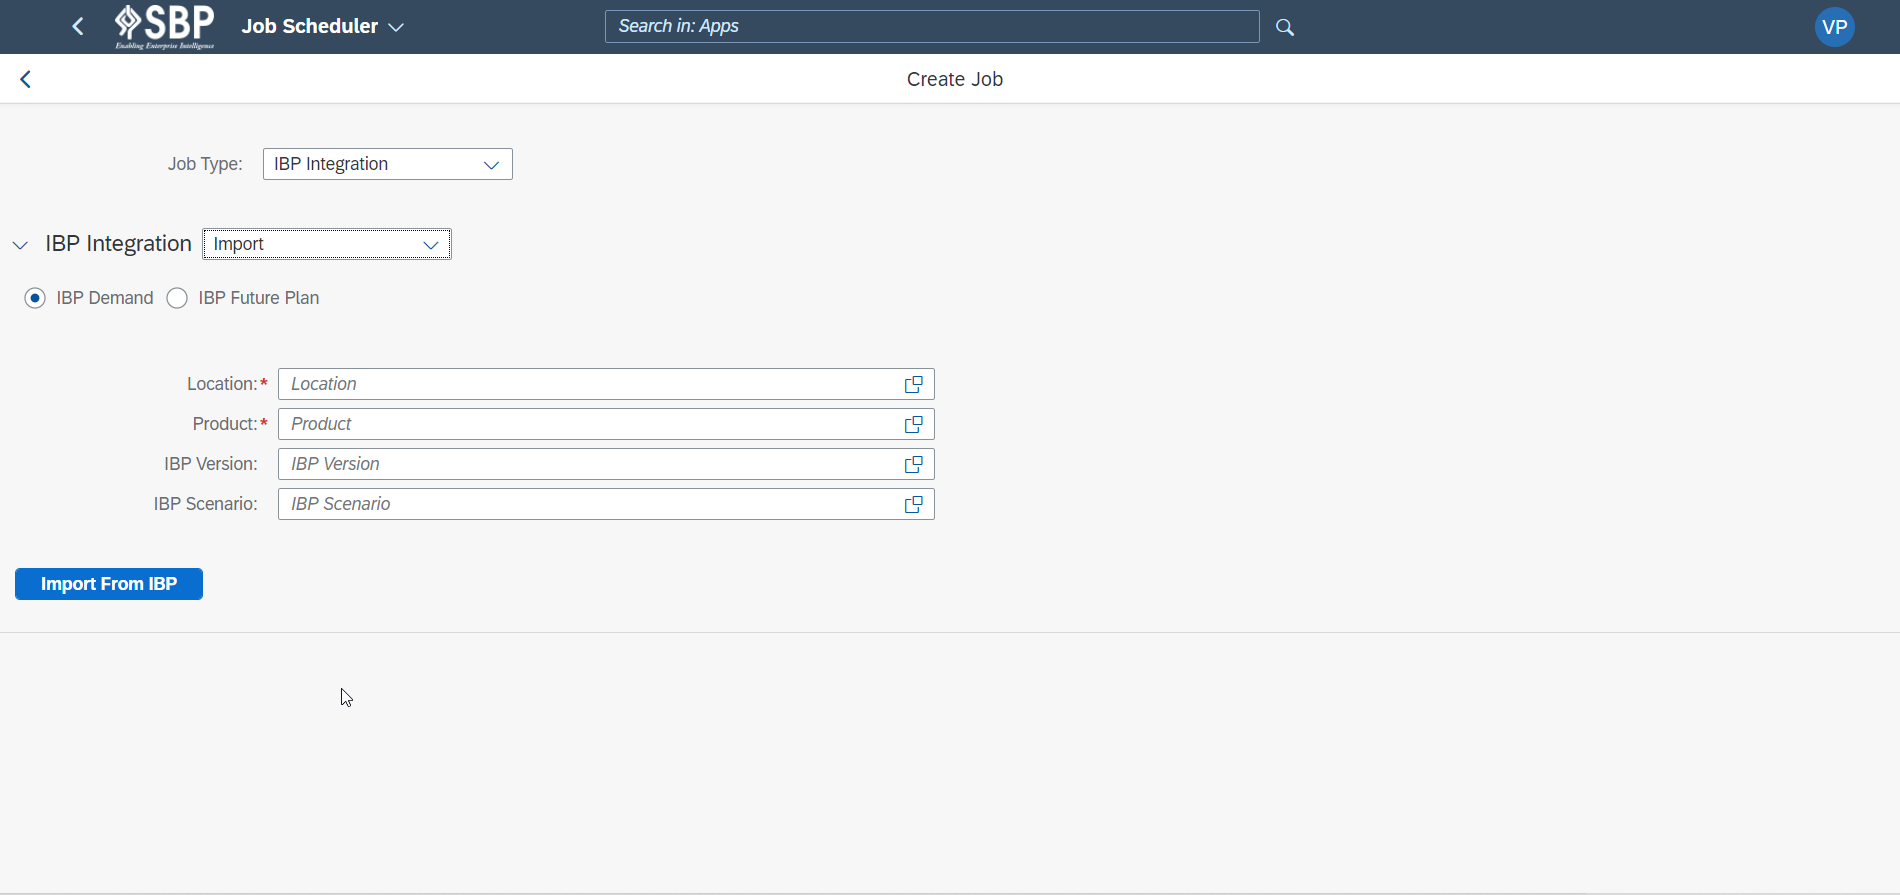 SBP
Enabling Enterprise Intelligence
Job Scheduler
Search in: Apps
VP
Create Job
Job Type: IBP Integration
IBP Integration Import
IBP Demand IBP Future Plan
Location:* Location
Product:* Product
IBP Version: IBP Version
IBP Scenario: IBP Scenario
Import From IBP